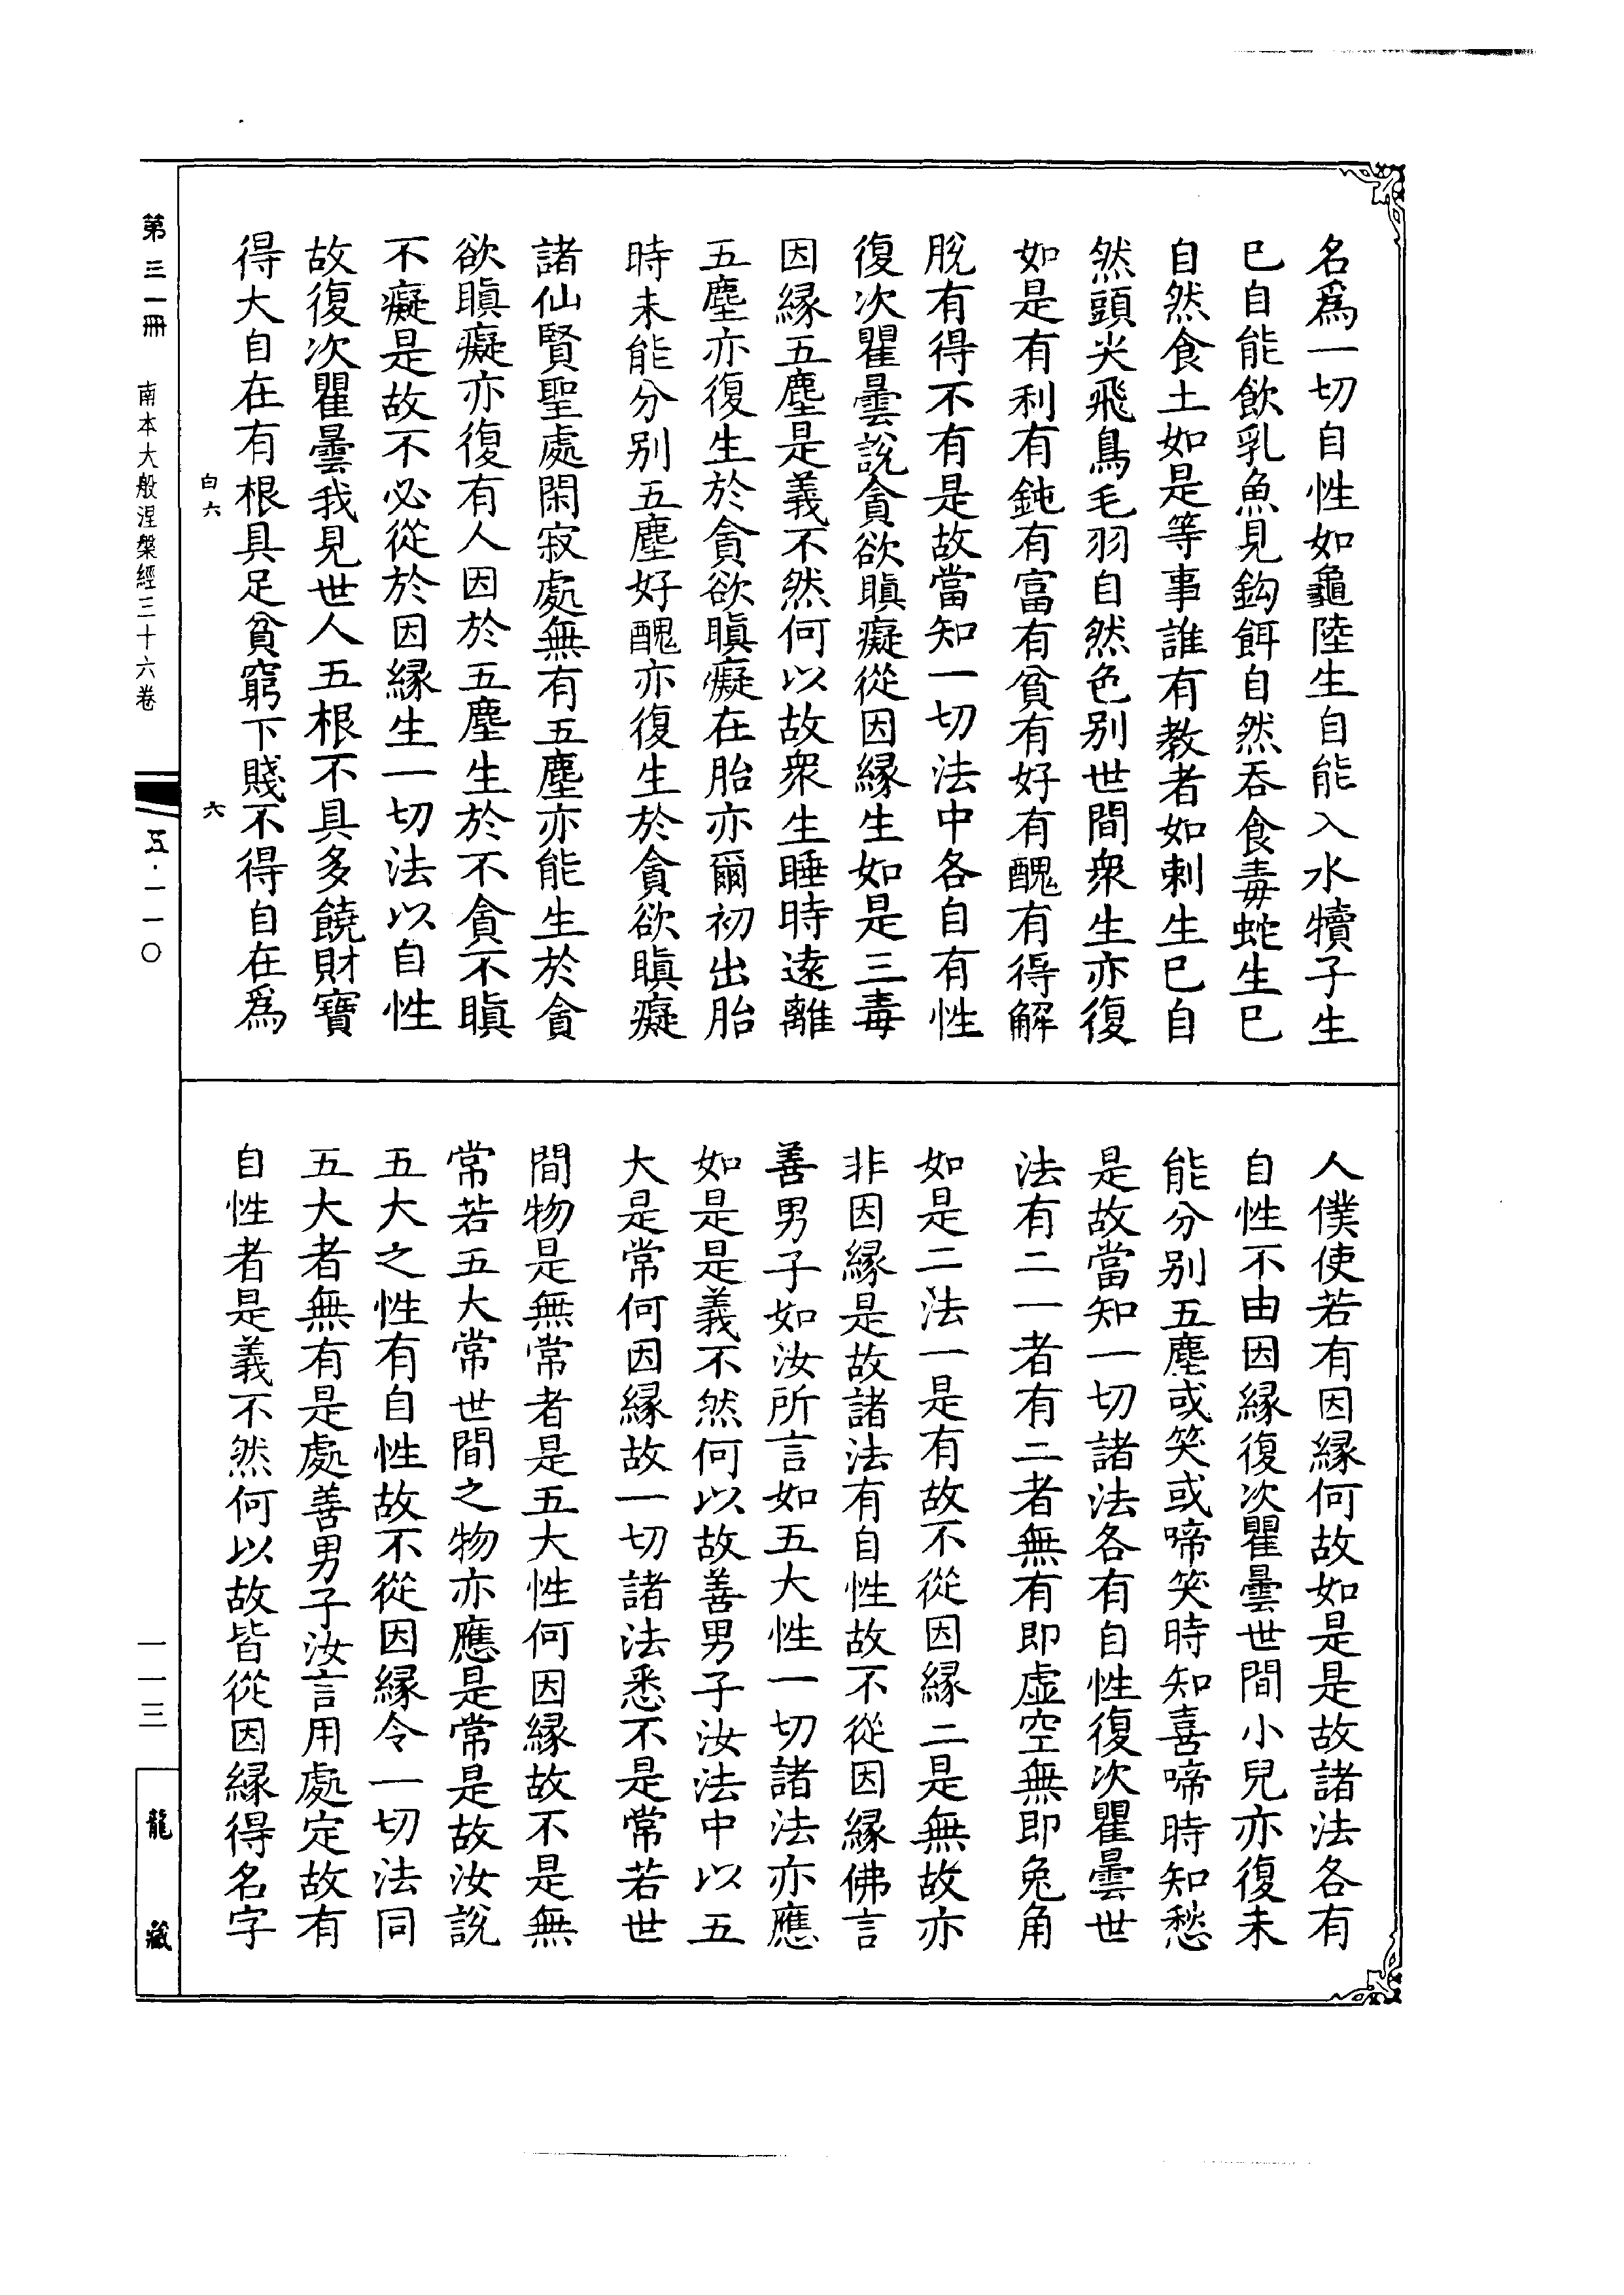 名爲一切自性如龜陸生自能入水犢子生
已自能飲乳魚見鈎餌自然吞食毒蛇生已
自然食土如是等事誰有教者如刺生已自
然頭尖飛鳥毛羽自然色别世間衆生亦復
如是有利有鈍有富有貧有好有醜有得解
脫有得不有是故當知一切法中各自有性
復次瞿曇說貪欲瞋癡從因緣生如是三毒
因緣五塵是義不然何以故衆生睡時遠離
五塵亦復生於貪欲瞋癡在胎亦爾初出胎
時未能分别五塵好醜亦復生於貪欲瞋癡
諸仙賢聖處閑寂處無有五塵亦能生於貪
欲瞋癡亦復有人因於五塵生於不貪不瞋
不癡是故不必從於因緣生一切法以自性
故復次瞿曇我見世人五根不具多饒財寶
得大自在有根具足貧窮下賤不得自在爲
人僕使若有因緣何故如是是故諸法各有
自性不由因緣復次瞿曇世間小兒亦復未
能分别五塵或笑或啼笑時知喜啼時知愁
是故當知一切諸法各有自性復次瞿曇世
法有二一者有二者無有即虛空無即兔角
如是二法一是有故不從因緣二是無故亦
非因緣是故諸法有自性故不從因緣佛言
善男子如汝所言如五大性一切諸法亦應
如是是義不然何以故善男子汝法中以五
大是常何因緣故一切諸法悉不是常若世
間物是無常者是五大性何因緣故不是無
常若五大常世間之物亦應是常是故汝說
五大之性有自性故不從因緣令一切法同
五大者無有是處善男子汝言用處定故有
自性者是義不然何以故皆從因緣得名字
白六
六
第三一冊
南本大般涅槃經三十六卷
五·一一〇
一一三
龍藏